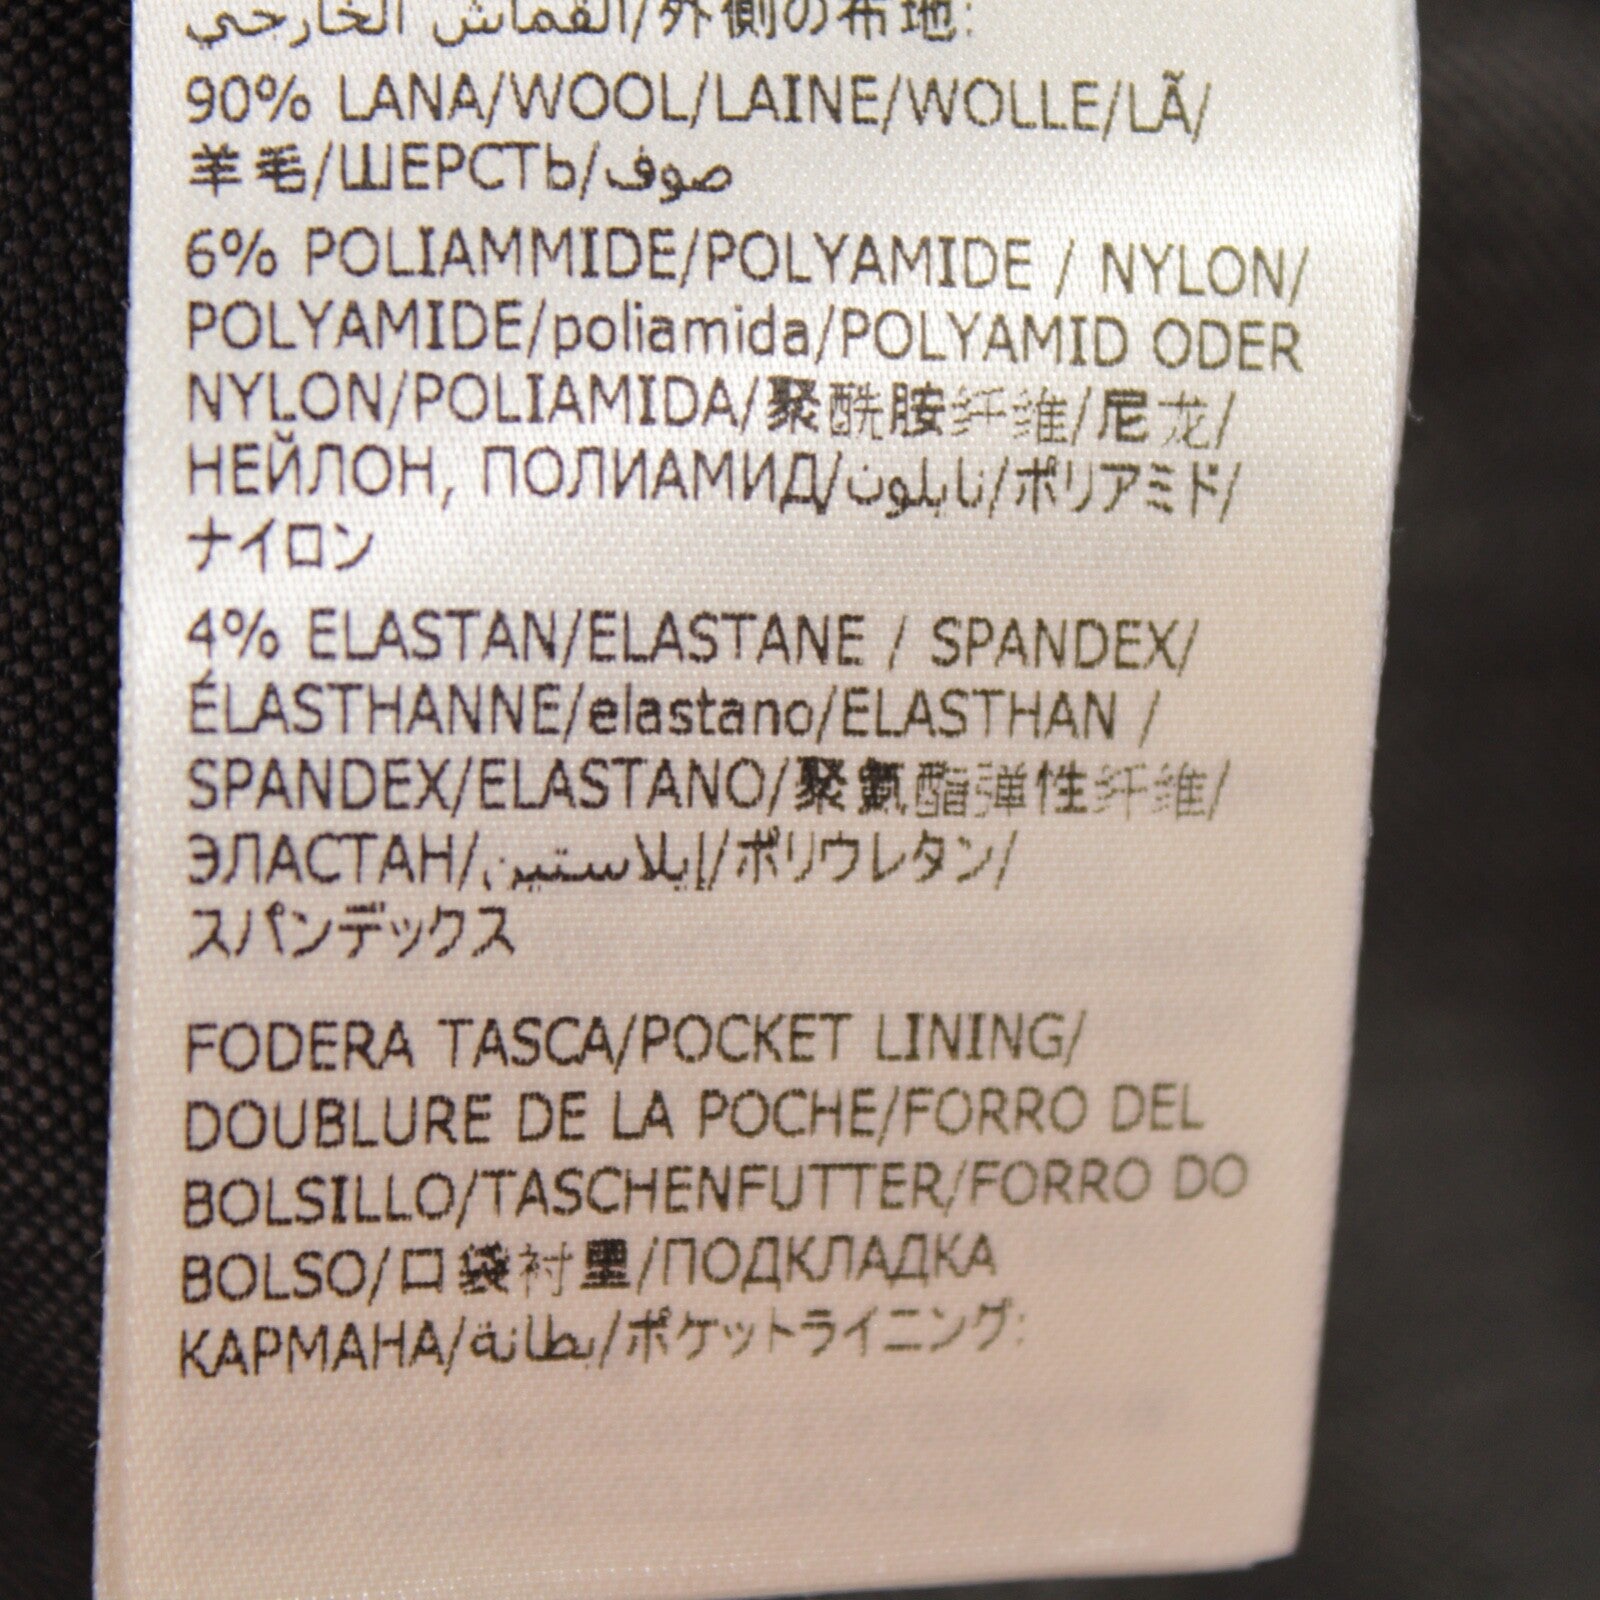 القماش الخارجي/外側の布地:
90% LANA/WOOL/LAINE/WOLLE/LÃ/
羊毛/ШЕРСТЬ/صوف
6% POLIAMMIDE/POLYAMIDE / NYLON/
POLYAMIDE/poliamida/POLYAMID ODER
NYLON/POLIAMIDA/聚酰胺纤维/尼龙/
НЕЙЛОН, ПОЛИАМИД/نايلون/ポリアミド/
ナイロン
4% ELASTAN/ELASTANE / SPANDEX/
ÉLASTHANNE/elastano/ELASTHAN /
SPANDEX/ELASTANO/聚氨酯弹性纤维/
ЭЛАСТАН/إيلاستين/ポリウレタン/
スパンデックス
FODERA TASCA/POCKET LINING/
DOUBLURE DE LA POCHE/FORRO DEL
BOLSILLO/TASCHENFUTTER/FORRO DO
BOLSO/口袋衬里/ПОДКЛАДКА
КАРМАНА/بطانة/ポケットライニング: